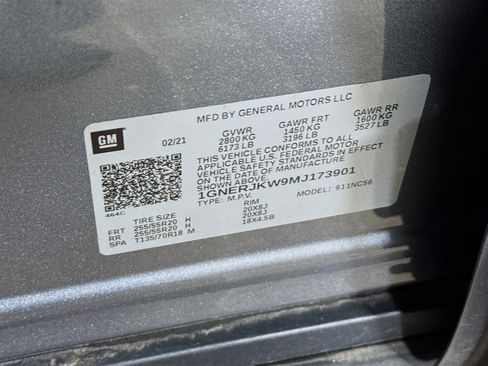 GM
MFD BY GENERAL MOTORS LLC
02/21
GVWR GAWR FRT GAWR RR
2800 KG 1450 KG 1600 KG
6173 LB 3196 LB 3527 LB
THIS VEHICLE CONFORMS TO ALL
APPLICABLE U.S. FEDERAL MOTOR
VEHICLE SAFETY STANDARDS IN EFFECT
ON THE DATE OF MANUFACTURE SHOWN ABOVE.
1GNERJKW9MJ173901
TYPE: M.P.V. MODEL: 911NC56
464C
TIRE SIZE RIM
FRT 255/55R20 H 20X8J
RR 255/55R20 H 20X8J
SPA T135/70R18 M 18X4.5B